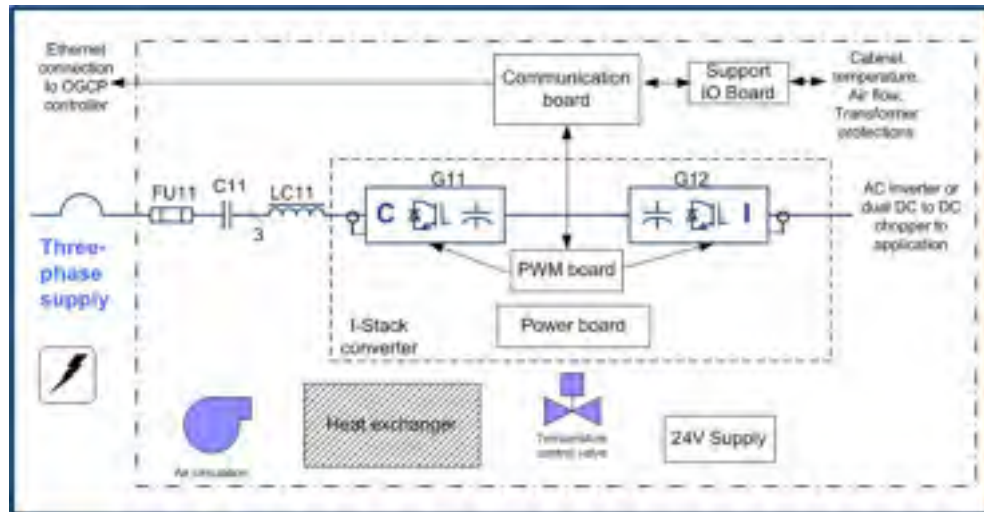 Ethernet
connection
to OGCP
controller
Communication
board
Support
IO Board
Cabinet
temperature,
Air flow,
Transformer
protections
FU11
C11
3
LC11
G11
C
G12
I
AC inverter or
dual DC to DC
chopper to
application
Three-
phase
supply
PWM board
I-Stack
converter
Power board
Air circulation
Heat exchanger
Temperature
control valve
24V Supply